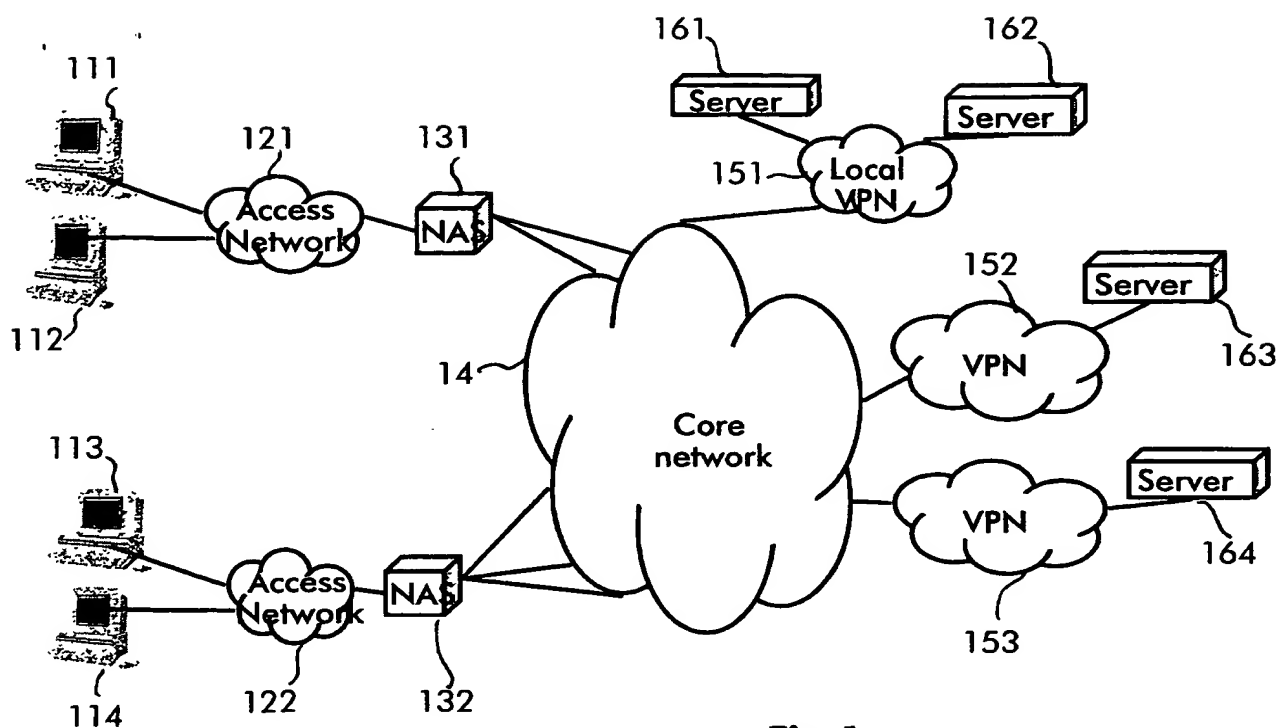 161
162
111
Server
Server
121
131
151
Local
VPN
Access
Network
NAS
152
Server
112
14
VPN
163
Core
network
113
Server
VPN
164
Access
Network
NAS
153
114
122
132